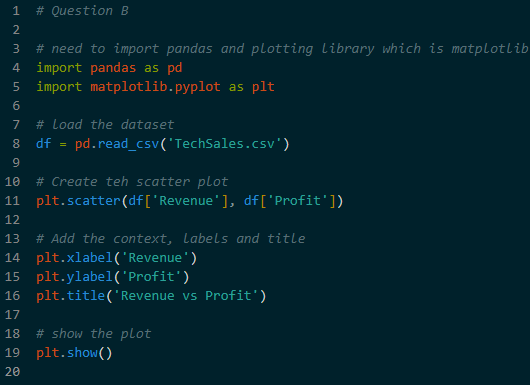 1 # Question B
2
3 # need to import pandas and plotting library which is matplotlib
4 import pandas as pd
5 import matplotlib.pyplot as plt
6
7 # load the dataset
8 df = pd.read_csv('TechSales.csv')
9
10 # Create teh scatter plot
11 plt.scatter(df['Revenue'], df['Profit'])
12
13 # Add the context, labels and title
14 plt.xlabel('Revenue')
15 plt.ylabel('Profit')
16 plt.title('Revenue vs Profit')
17
18 # show the plot
19 plt.show()
20